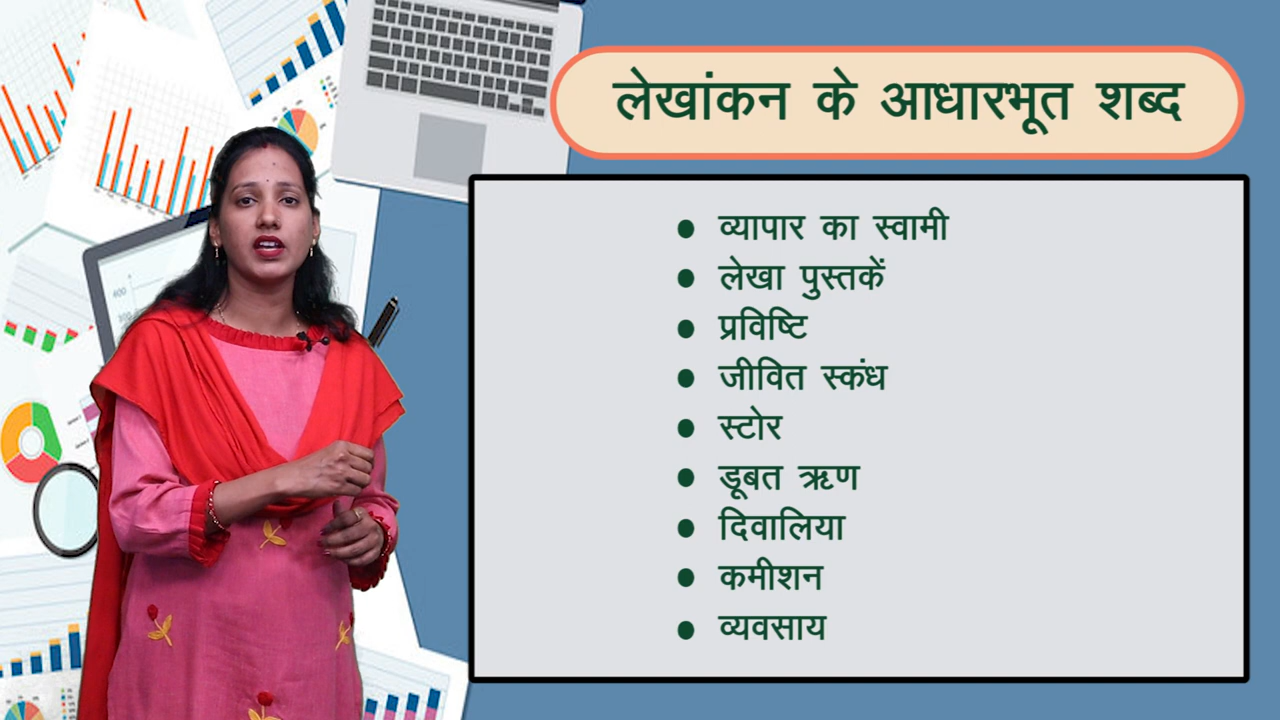 लेखांकन के आधारभूत शब्द
• व्यापार का स्वामी
• लेखा पुस्तकें
• प्रविष्टि
• जीवित स्कंध
• स्टोर
• डूबत ऋण
• दिवालिया
• कमीशन
• व्यवसाय